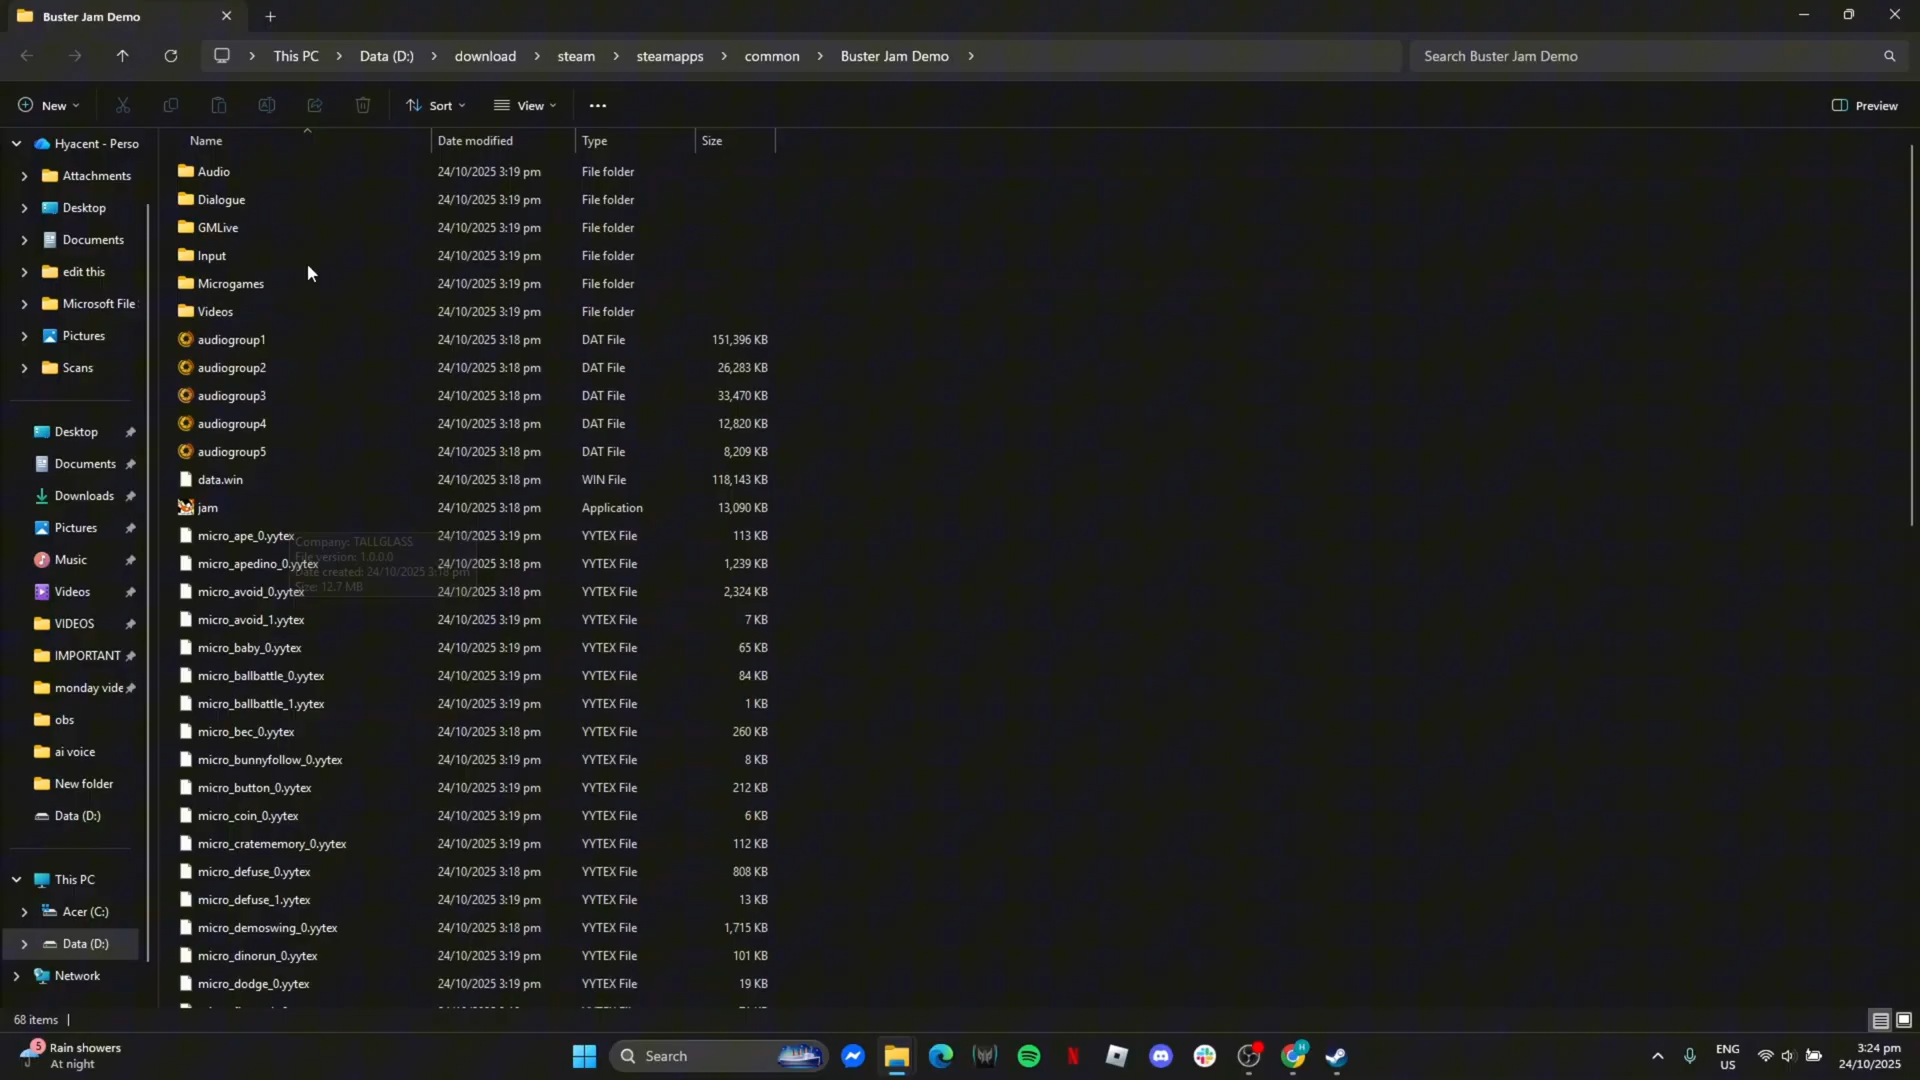 Buster Jam Demo
This PC > Data (D:) > download > steam > steamapps > common > Buster Jam Demo >
Search Buster Jam Demo
New
Sort
View
Preview
Hyacent - Perso
Attachments
Desktop
Documents
edit this
Microsoft File
Pictures
Scans
Desktop
Documents
Downloads
Pictures
Music
Videos
VIDEOS
IMPORTANT
monday vide
obs
ai voice
New folder
Data (D:)
This PC
Acer (C:)
Data (D:)
Network
Name Date modified Type Size
Audio 24/10/2025 3:19 pm File folder
Dialogue 24/10/2025 3:19 pm File folder
GMLive 24/10/2025 3:19 pm File folder
Input 24/10/2025 3:19 pm File folder
Microgames 24/10/2025 3:19 pm File folder
Videos 24/10/2025 3:19 pm File folder
audiogroup1 24/10/2025 3:18 pm DAT File 151,396 KB
audiogroup2 24/10/2025 3:18 pm DAT File 26,283 KB
audiogroup3 24/10/2025 3:18 pm DAT File 33,470 KB
audiogroup4 24/10/2025 3:18 pm DAT File 12,820 KB
audiogroup5 24/10/2025 3:18 pm DAT File 8,209 KB
data.win 24/10/2025 3:18 pm WIN File 118,143 KB
jam 24/10/2025 3:18 pm Application 13,090 KB
micro_ape_0.yytex 24/10/2025 3:19 pm YYTEX File 113 KB
micro_apedino_0.yytex 24/10/2025 3:18 pm YYTEX File 1,239 KB
micro_avoid_0.yytex 24/10/2025 3:18 pm YYTEX File 2,324 KB
micro_avoid_1.yytex 24/10/2025 3:19 pm YYTEX File 7 KB
micro_baby_0.yytex 24/10/2025 3:19 pm YYTEX File 65 KB
micro_ballbattle_0.yytex 24/10/2025 3:19 pm YYTEX File 84 KB
micro_ballbattle_1.yytex 24/10/2025 3:19 pm YYTEX File 1 KB
micro_bec_0.yytex 24/10/2025 3:18 pm YYTEX File 260 KB
micro_bunnyfollow_0.yytex 24/10/2025 3:19 pm YYTEX File 8 KB
micro_button_0.yytex 24/10/2025 3:19 pm YYTEX File 212 KB
micro_coin_0.yytex 24/10/2025 3:19 pm YYTEX File 6 KB
micro_cratememory_0.yytex 24/10/2025 3:19 pm YYTEX File 112 KB
micro_defuse_0.yytex 24/10/2025 3:18 pm YYTEX File 808 KB
micro_defuse_1.yytex 24/10/2025 3:19 pm YYTEX File 13 KB
micro_demoswing_0.yytex 24/10/2025 3:18 pm YYTEX File 1,715 KB
micro_dinorun_0.yytex 24/10/2025 3:19 pm YYTEX File 101 KB
micro_dodge_0.yytex 24/10/2025 3:19 pm YYTEX File 19 KB
Company: TALLGLASS
File version: 1.0.0.0
Date created: 24/10/2025 3:18 pm
Size: 12.7 MB
68 items
5
Rain showers
At night
Search
H
ENG
US
3:24 pm
24/10/2025